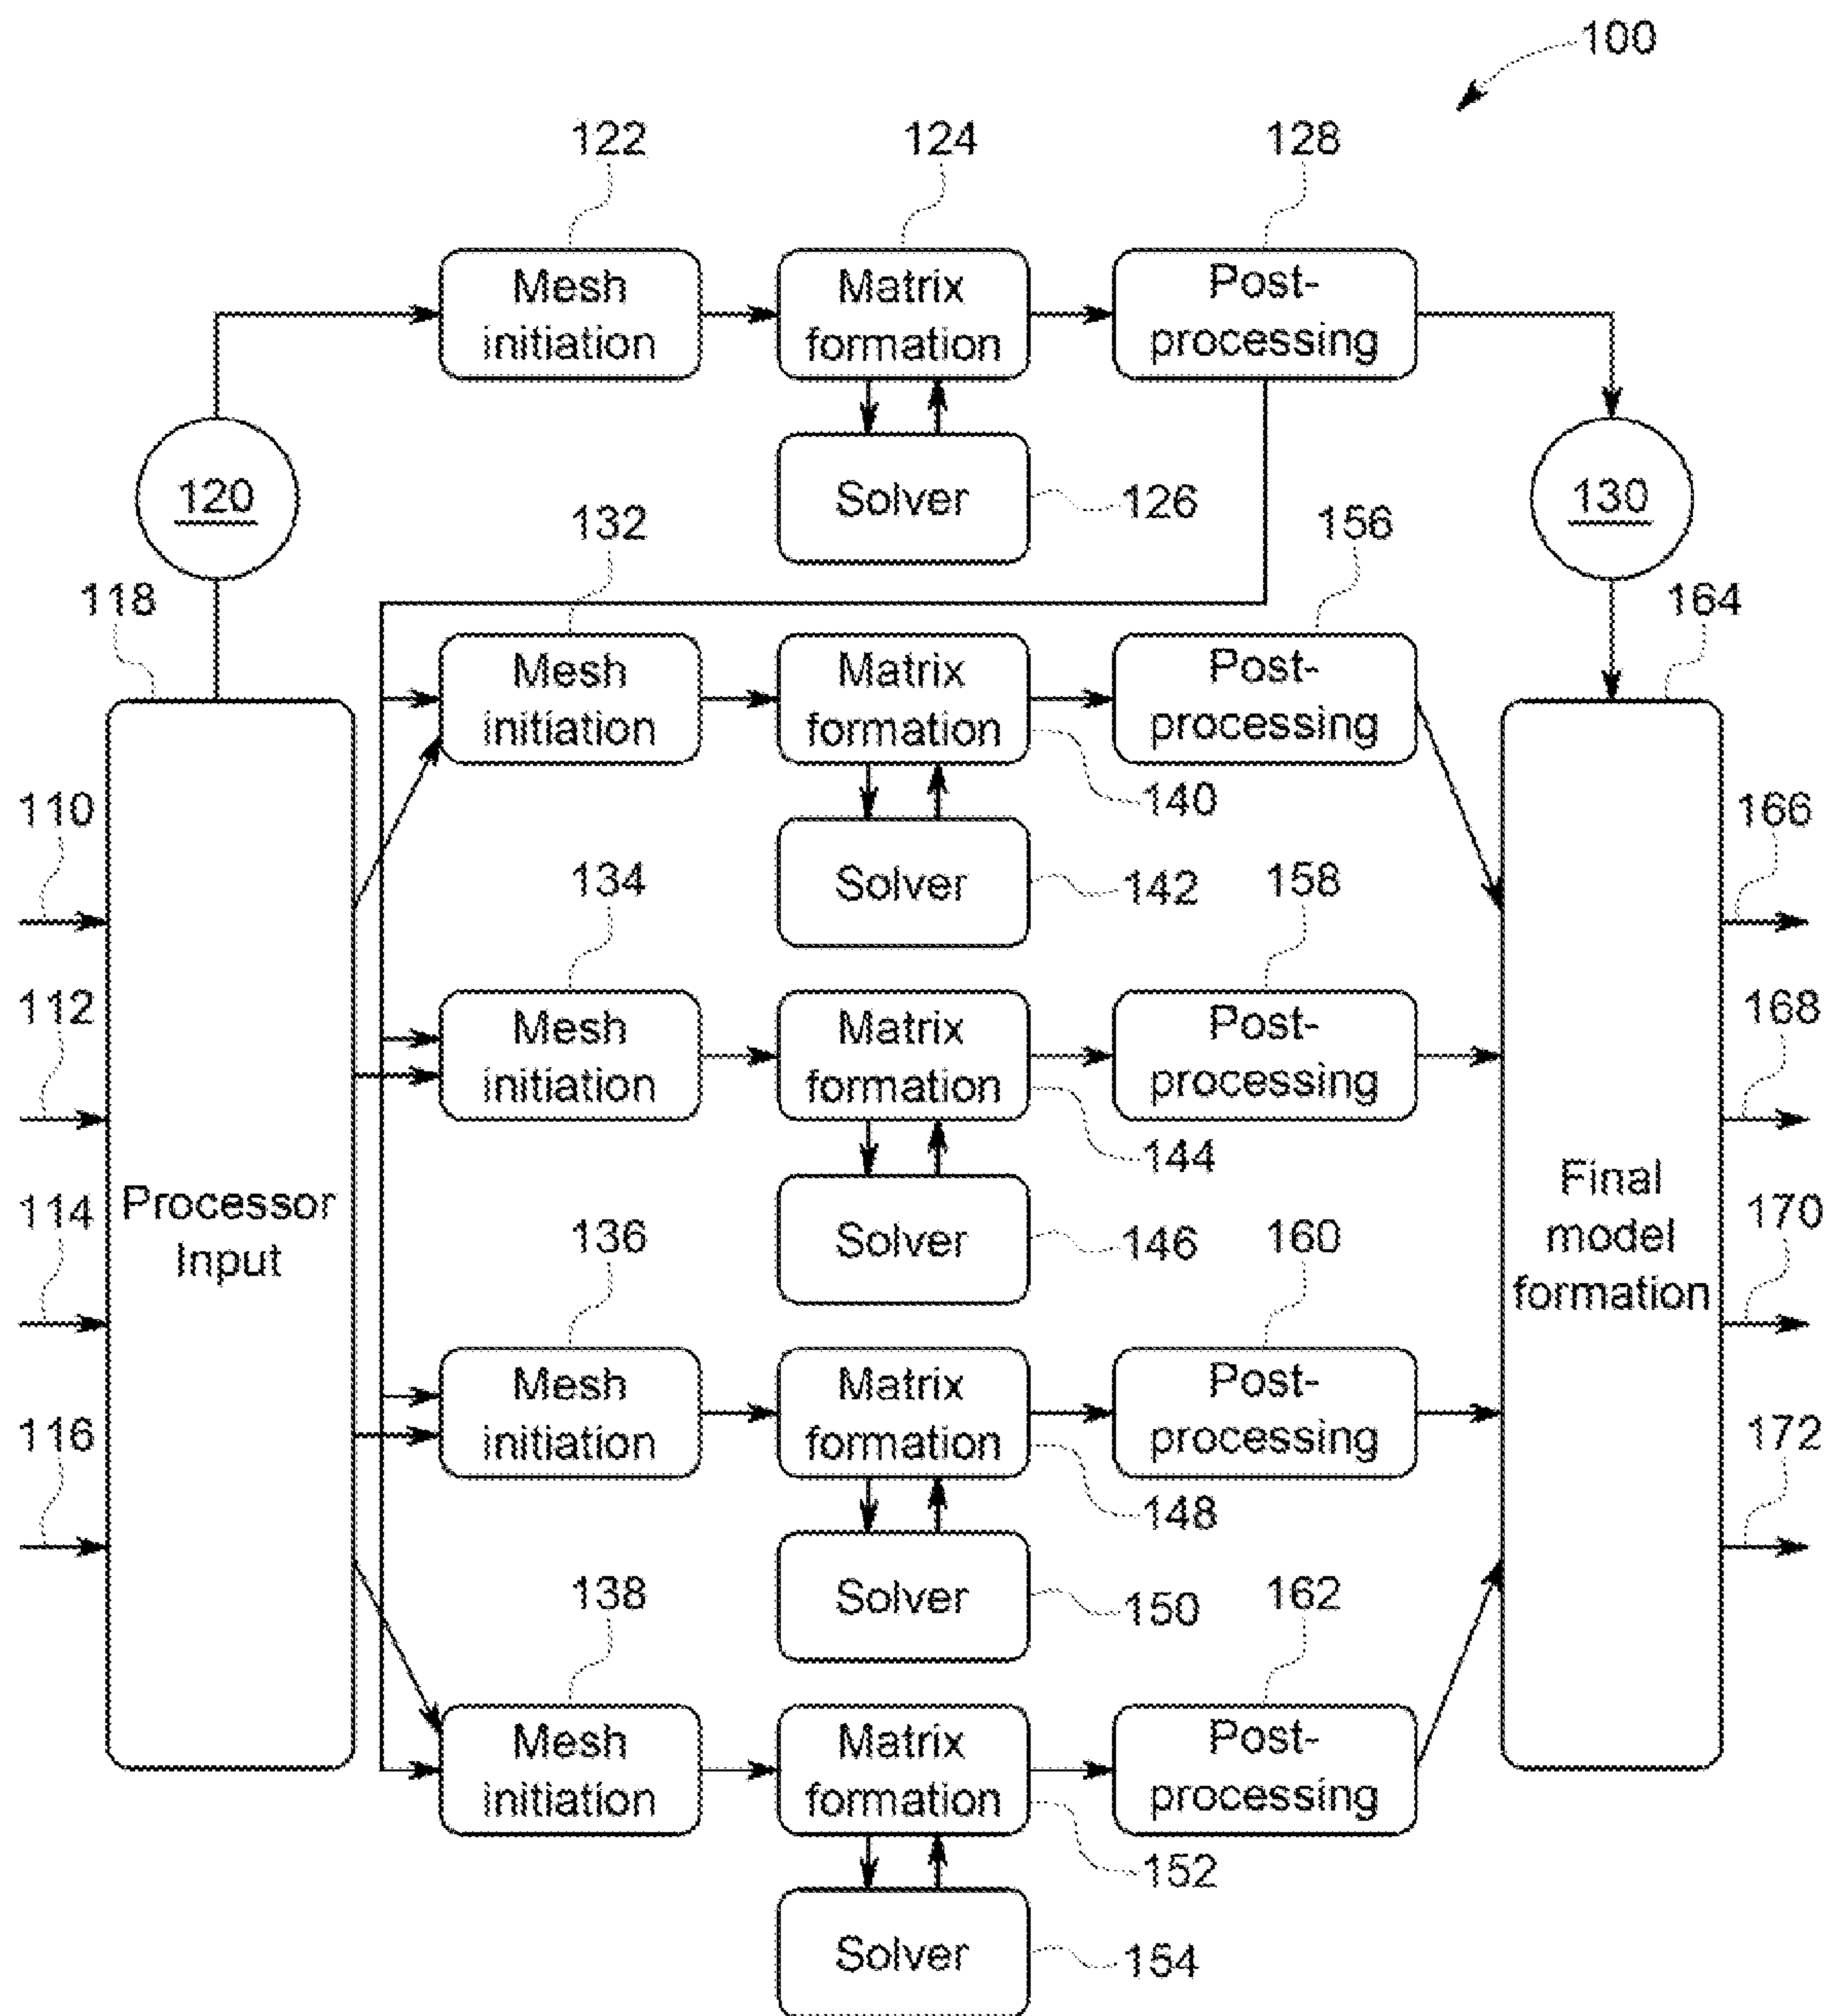 100
122
124
128
Mesh
initiation
Matrix
formation
Post-
processing
120
Solver
126
130
118
132
156
164
Mesh
initiation
Matrix
formation
Post-
processing
140
110
Solver
142
166
134
158
Mesh
initiation
Matrix
formation
Post-
processing
112
168
144
Processor
Input
114
Solver
146
Final
model
formation
170
136
160
Mesh
initiation
Matrix
formation
Post-
processing
116
172
148
Solver
150
138
162
Mesh
initiation
Matrix
formation
Post-
processing
152
Solver
154